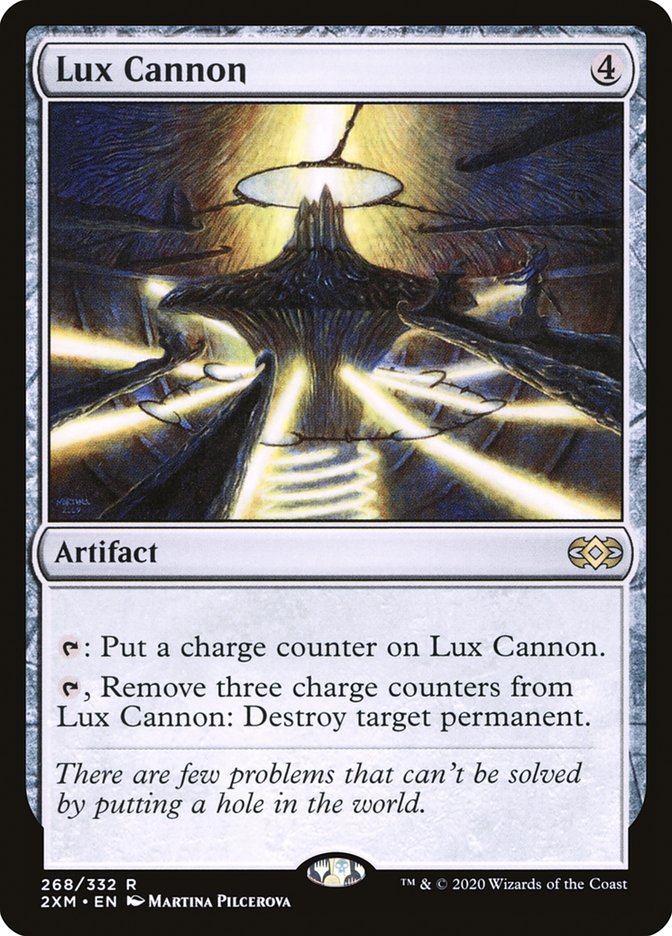 Lux Cannon 4
MARTINA
2009
Artifact
: Put a charge counter on Lux Cannon.
, Remove three charge counters from
Lux Cannon: Destroy target permanent.
There are few problems that can't be solved
by putting a hole in the world.
268/332 R
2XM • EN Martina Pilcerova
™ & © 2020 Wizards of the Coast